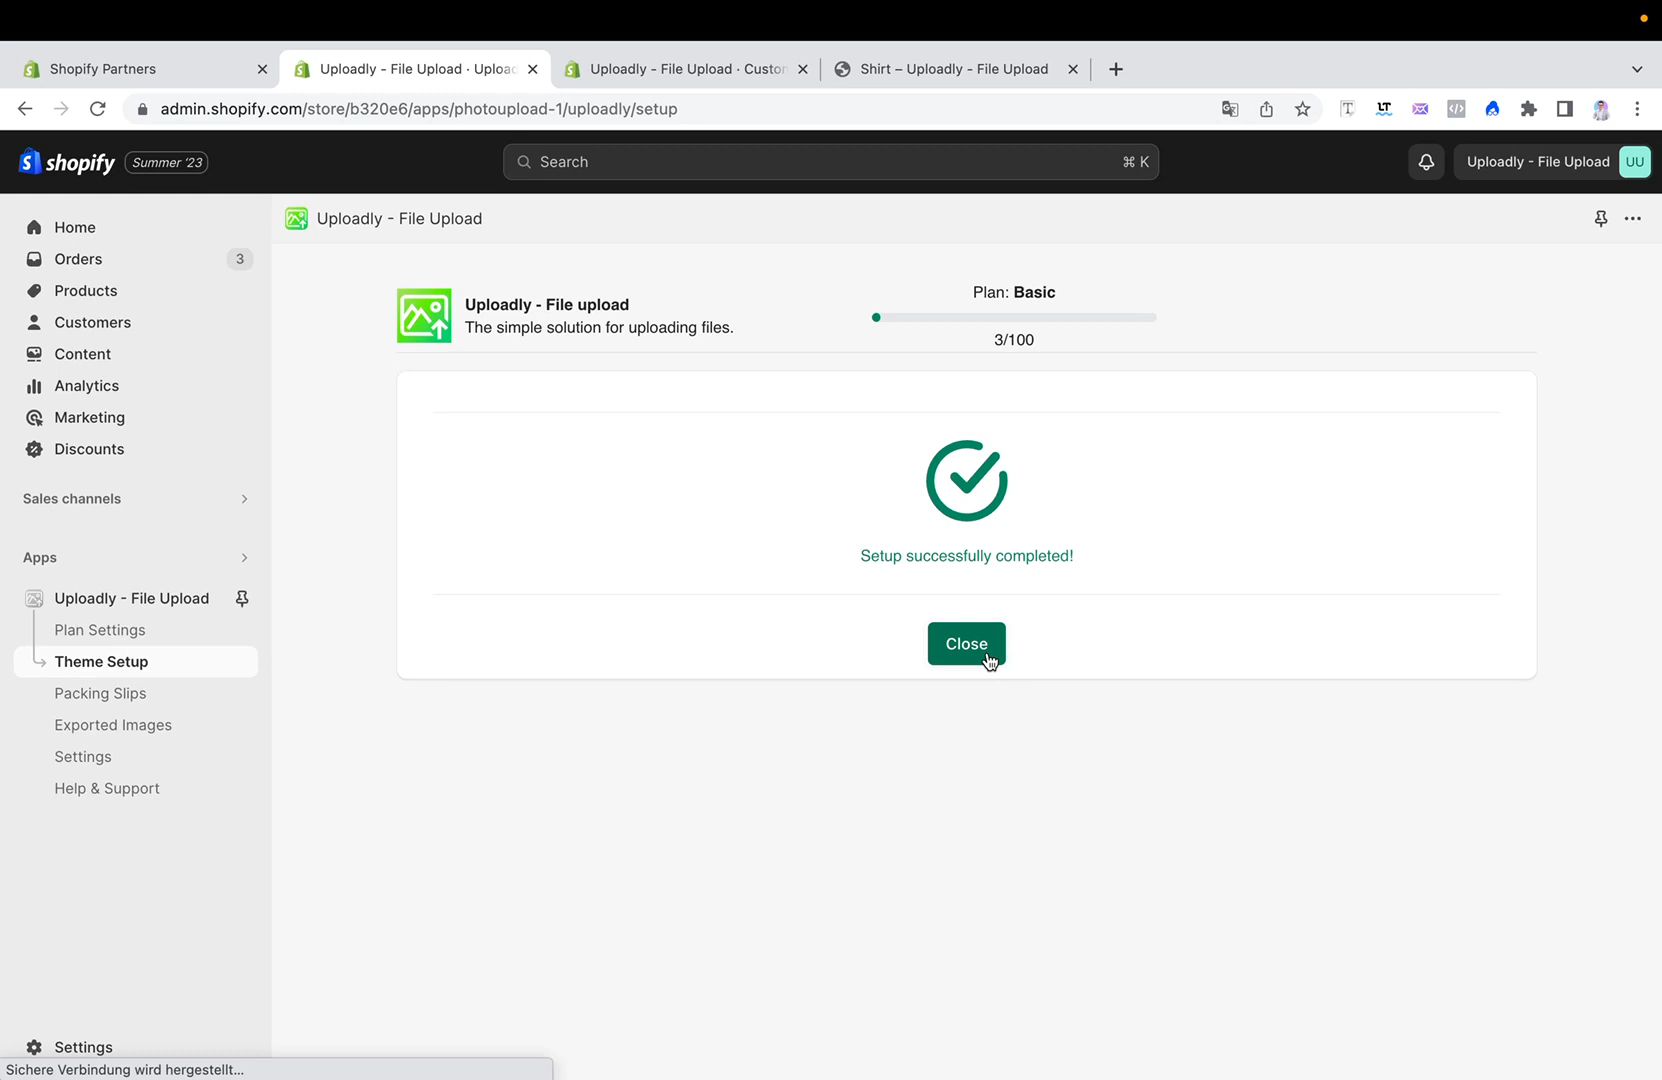 Shopify Partners
Uploadly - File Upload · Uploa
Uploadly - File Upload · Custo
Shirt – Uploadly - File Upload
admin.shopify.com/store/b320e6/apps/photoupload-1/uploadly/setup
LT
shopify
Summer '23
Search
⌘ K
Uploadly - File Upload
UU
Home
Orders
3
Products
Customers
Content
Analytics
Marketing
Discounts
Sales channels
Apps
Uploadly - File Upload
Plan Settings
Theme Setup
Packing Slips
Exported Images
Settings
Help & Support
Settings
Sichere Verbindung wird hergestellt...
Uploadly - File Upload
Uploadly - File upload
The simple solution for uploading files.
Plan: Basic
3/100
Setup successfully completed!
Close